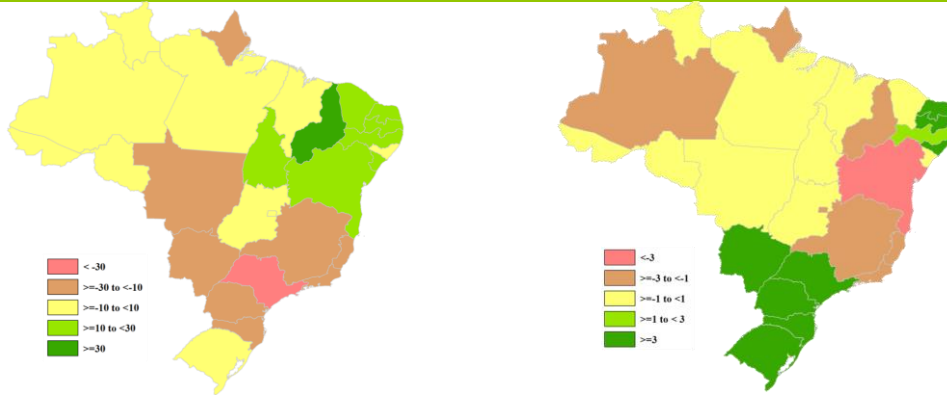 < -30
>=-30 to <-10
>=-10 to <10
>=10 to <30
>=30
<-3
>=-3 to <-1
>=-1 to <1
>=1 to < 3
>=3